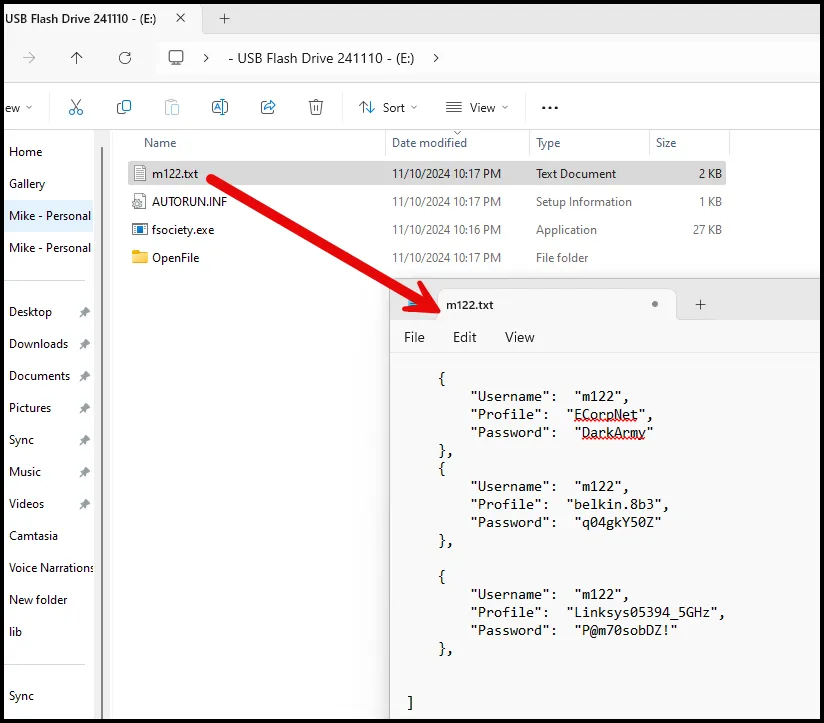 USB Flash Drive 241110 - (E:)
- USB Flash Drive 241110 - (E:)
ew
Sort
View
Name Date modified Type Size
Home
Gallery
Mike - Personal
Mike - Personal
Desktop
Downloads
Documents
Pictures
Sync
Music
Videos
Camtasia
Voice Narrations
New folder
lib
Sync
m122.txt 11/10/2024 10:17 PM Text Document 2 KB
AUTORUN.INF 11/10/2024 10:17 PM Setup Information 1 KB
fsociety.exe 11/10/2024 10:16 PM Application 27 KB
OpenFile 11/10/2024 10:17 PM File folder
m122.txt
File Edit View
{
"Username": "m122",
"Profile": "ECorpNet",
"Password": "DarkArmy"
},
{
"Username": "m122",
"Profile": "belkin.8b3",
"Password": "q04gkY50Z"
},
{
"Username": "m122",
"Profile": "Linksys05394_5GHz",
"Password": "P@m70sobDZ!"
},
]